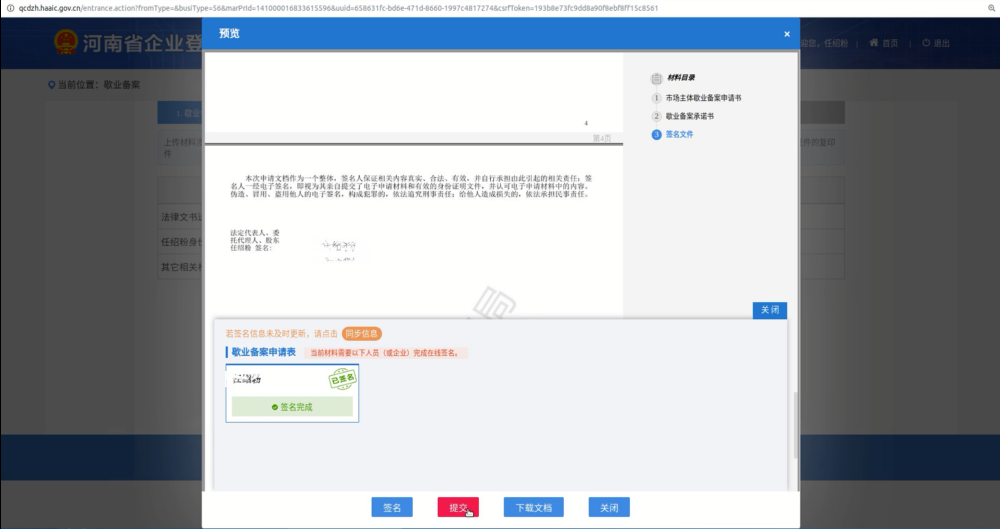 qcdzh.haaic.gov.cn/entrance.action?fromType=&busiType=56&marPrId=141000016833615596&uuid=658631fc-bd6e-471d-8660-1997c4817274&csrfToken=193b8e73fc9dd8a90f8ebf8ff15c8561
预览 ×
河南省企业登
迎您，任绍粉 | 首页 | 退出
当前位置：歇业备案
材料目录
1 市场主体歇业备案申请书
2 歇业备案承诺书
3 签名文件
4
第4页
1. 歇业
上传材料
件
件的复印
法律文书
任绍粉身
其它相关
本次申请文档作为一个整体，签名人保证相关内容真实、合法、有效，并自行承担由此引起的相关责任；签
名人一经电子签名，即视为其亲自提交了电子申请材料和有效的身份证明文件，并认可电子申请材料中的内容。
伪造、冒用、盗用他人的电子签名，构成犯罪的，依法追究刑事责任；给他人造成损失的，依法承担民事责任。
法定代表人、委
托代理人、股东
任绍粉 签名：
关闭
若签名信息未及时更新，请点击 同步信息
歇业备案申请表 当前材料需要以下人员（或企业）完成在线签名。
已签名
签名完成
签名 提交 下载文档 关闭